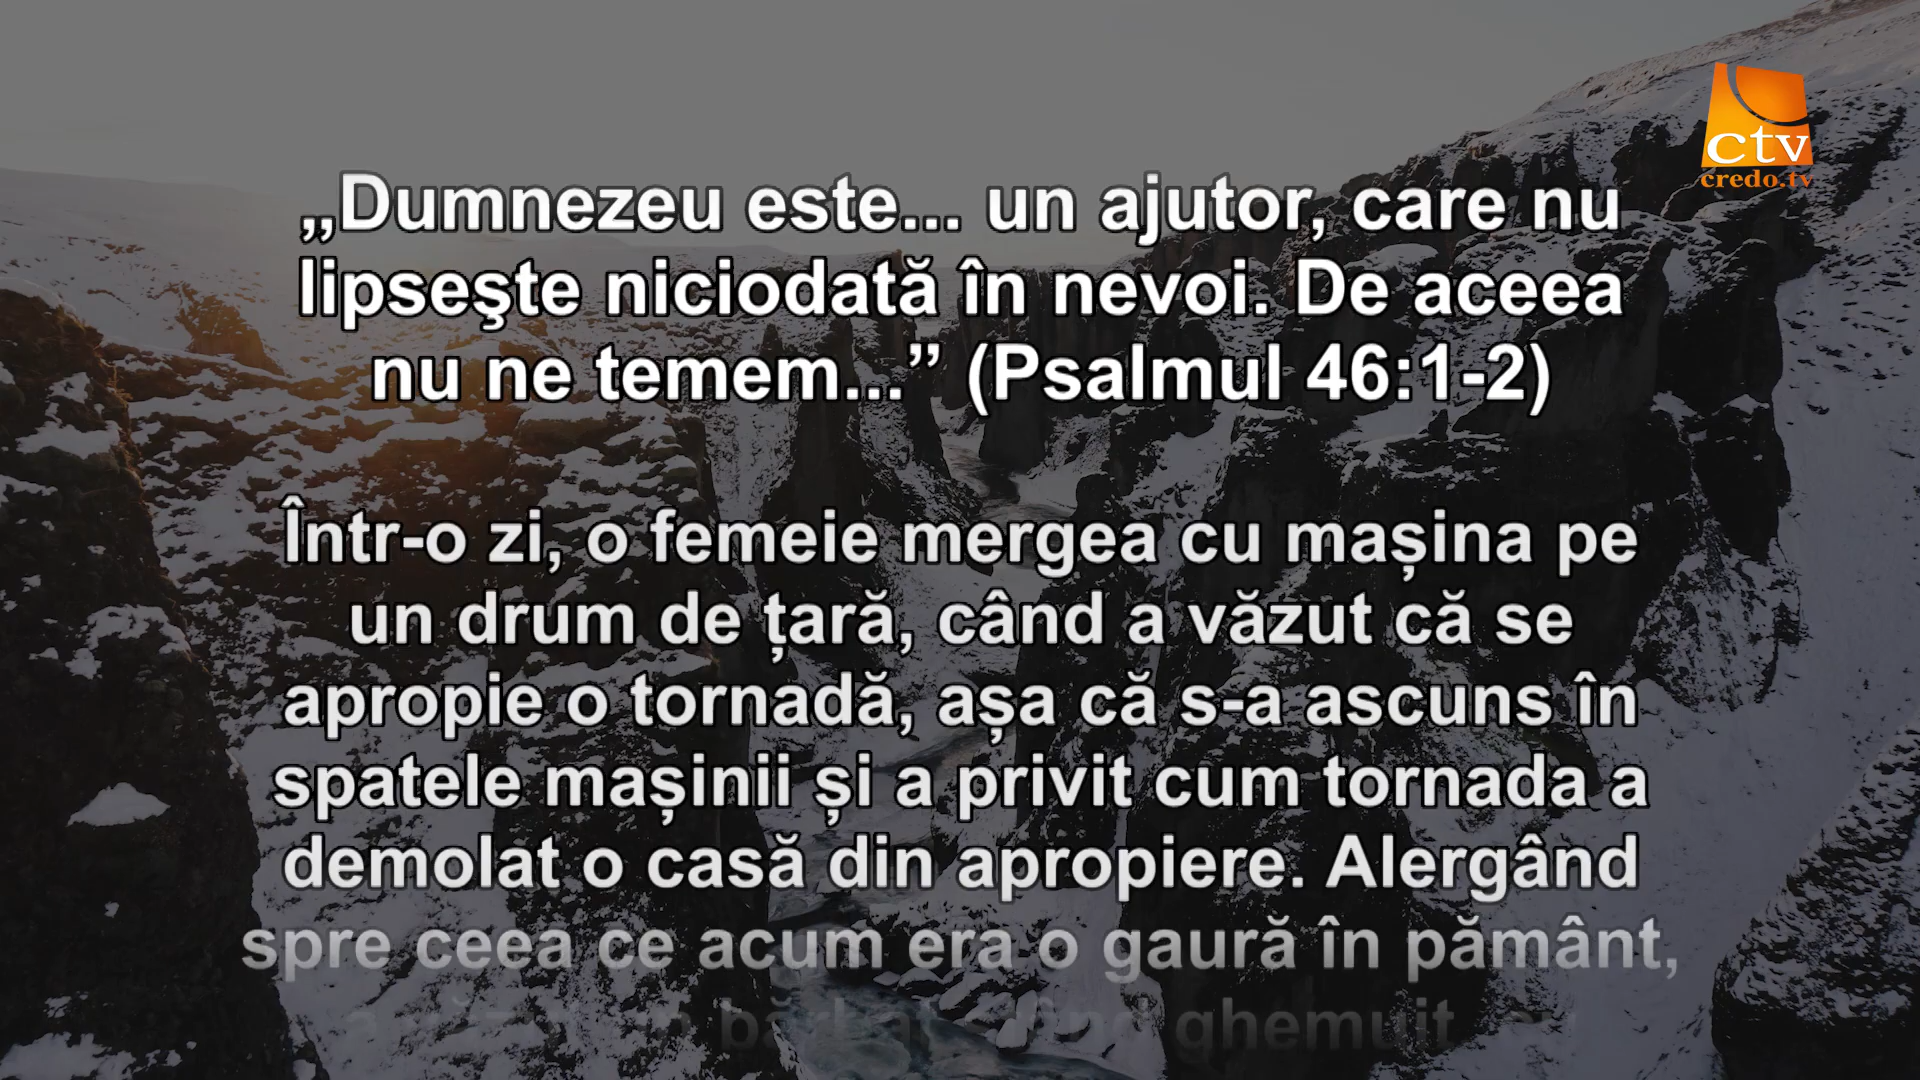 ctv
credo.tv
„Dumnezeu este... un ajutor, care nu
lipseşte niciodată în nevoi. De aceea
nu ne temem...” (Psalmul 46:1-2)
Într-o zi, o femeie mergea cu mașina pe
un drum de țară, când a văzut că se
apropie o tornadă, așa că s-a ascuns în
spatele mașinii și a privit cum tornada a
demolat o casă din apropiere. Alergând
spre ceea ce acum era o gaură în pământ,
bărbat ghemuit